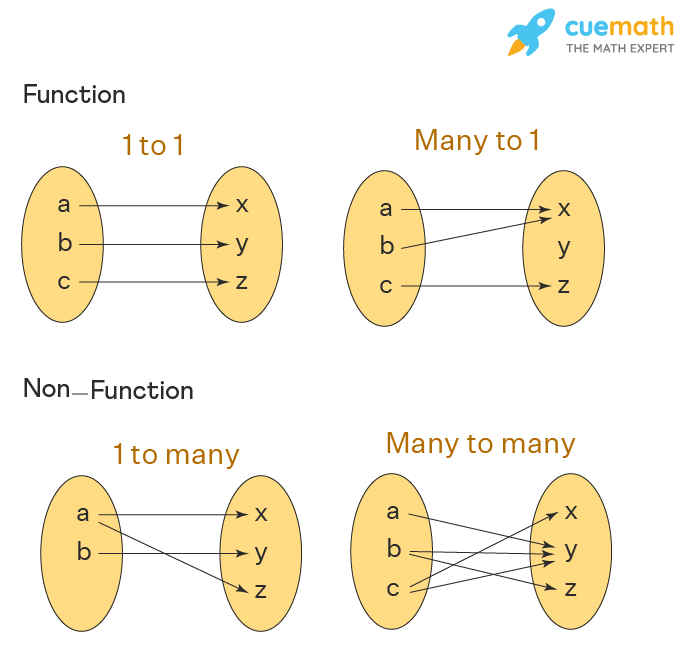 cuemath
THE MATH EXPERT
Function
1 to 1
Many to 1
a x
b y
c z
a x
b y
c z
Non–Function
1 to many
Many to many
a x
b y
z
a x
b y
c z